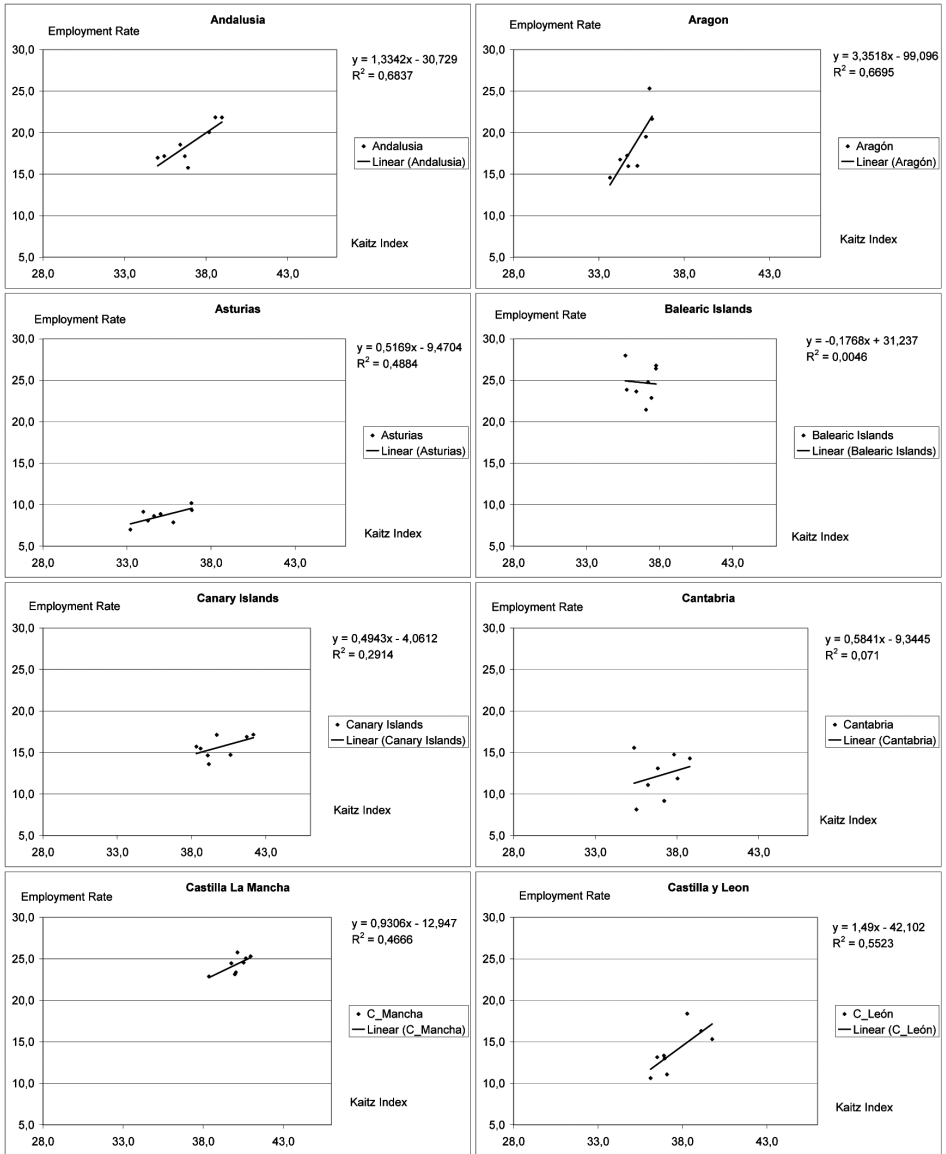 Andalusia
Employment Rate
30,0
25,0
20,0
15,0
10,0
5,0
28,0 33,0 38,0 43,0
y = 1,3342x - 30,729
R² = 0,6837
Andalusia
Linear (Andalusia)
Kaitz Index
Aragon
Employment Rate
30,0
25,0
20,0
15,0
10,0
5,0
28,0 33,0 38,0 43,0
y = 3,3518x - 99,096
R² = 0,6695
Aragón
Linear (Aragón)
Kaitz Index
Asturias
Employment Rate
30,0
25,0
20,0
15,0
10,0
5,0
28,0 33,0 38,0 43,0
y = 0,5169x - 9,4704
R² = 0,4884
Asturias
Linear (Asturias)
Kaitz Index
Balearic Islands
Employment Rate
30,0
25,0
20,0
15,0
10,0
5,0
28,0 33,0 38,0 43,0
y = -0,1768x + 31,237
R² = 0,0046
Balearic Islands
Linear (Balearic Islands)
Kaitz Index
Canary Islands
Employment Rate
30,0
25,0
20,0
15,0
10,0
5,0
28,0 33,0 38,0 43,0
y = 0,4943x - 4,0612
R² = 0,2914
Canary Islands
Linear (Canary Islands)
Kaitz Index
Cantabria
Employment Rate
30,0
25,0
20,0
15,0
10,0
5,0
28,0 33,0 38,0 43,0
y = 0,5841x - 9,3445
R² = 0,071
Cantabria
Linear (Cantabria)
Kaitz Index
Castilla La Mancha
Employment Rate
30,0
25,0
20,0
15,0
10,0
5,0
28,0 33,0 38,0 43,0
y = 0,9306x - 12,947
R² = 0,4666
C_Mancha
Linear (C_Mancha)
Kaitz Index
Castilla y Leon
Employment Rate
30,0
25,0
20,0
15,0
10,0
5,0
28,0 33,0 38,0 43,0
y = 1,49x - 42,102
R² = 0,5523
C_León
Linear (C_León)
Kaitz Index